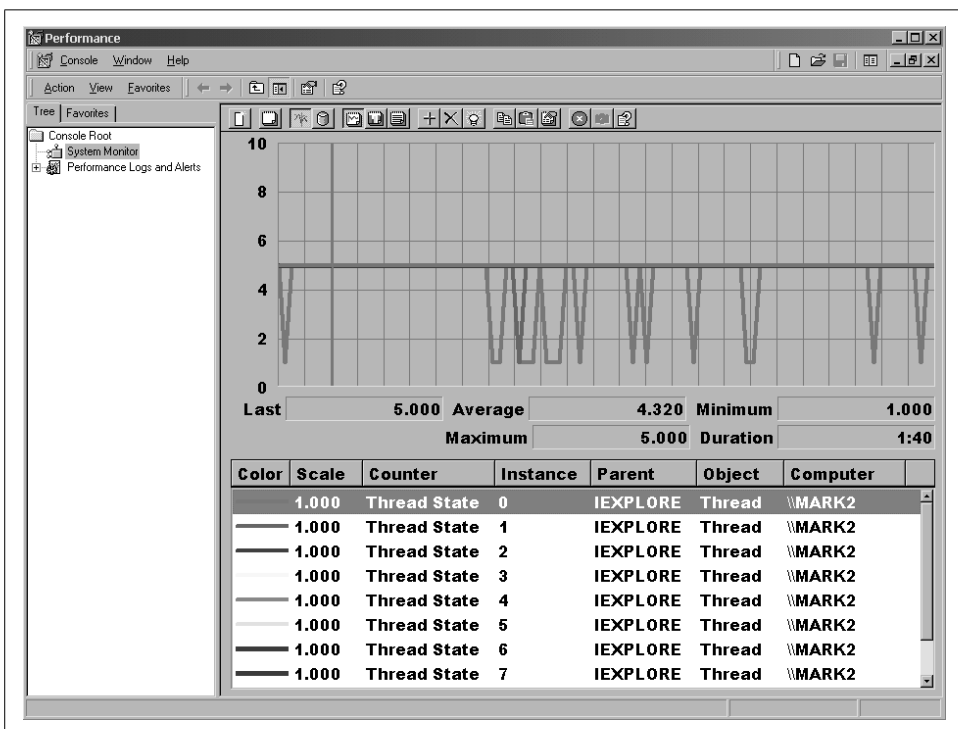 Performance
Console Window Help
Action View Favorites
Tree Favorites
Console Root
System Monitor
Performance Logs and Alerts
10
8
6
4
2
0
Last 5.000 Average 4.320 Minimum 1.000
Maximum 5.000 Duration 1:40
Color Scale Counter Instance Parent Object Computer
1.000 Thread State 0 IEXPLORE Thread \\MARK2
1.000 Thread State 1 IEXPLORE Thread \\MARK2
1.000 Thread State 2 IEXPLORE Thread \\MARK2
1.000 Thread State 3 IEXPLORE Thread \\MARK2
1.000 Thread State 4 IEXPLORE Thread \\MARK2
1.000 Thread State 5 IEXPLORE Thread \\MARK2
1.000 Thread State 6 IEXPLORE Thread \\MARK2
1.000 Thread State 7 IEXPLORE Thread \\MARK2